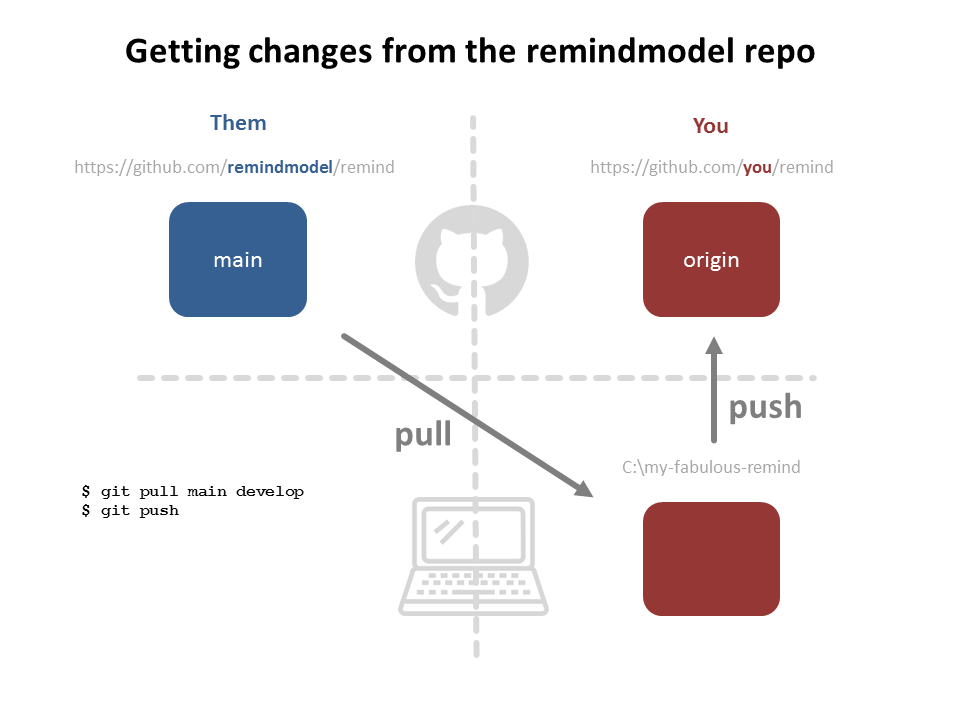 Getting changes from the remindmodel repo
Them
You
https://github.com/remindmodel/remind
https://github.com/you/remind
main
origin
pull
push
C:\my-fabulous-remind
$ git pull main develop
$ git push